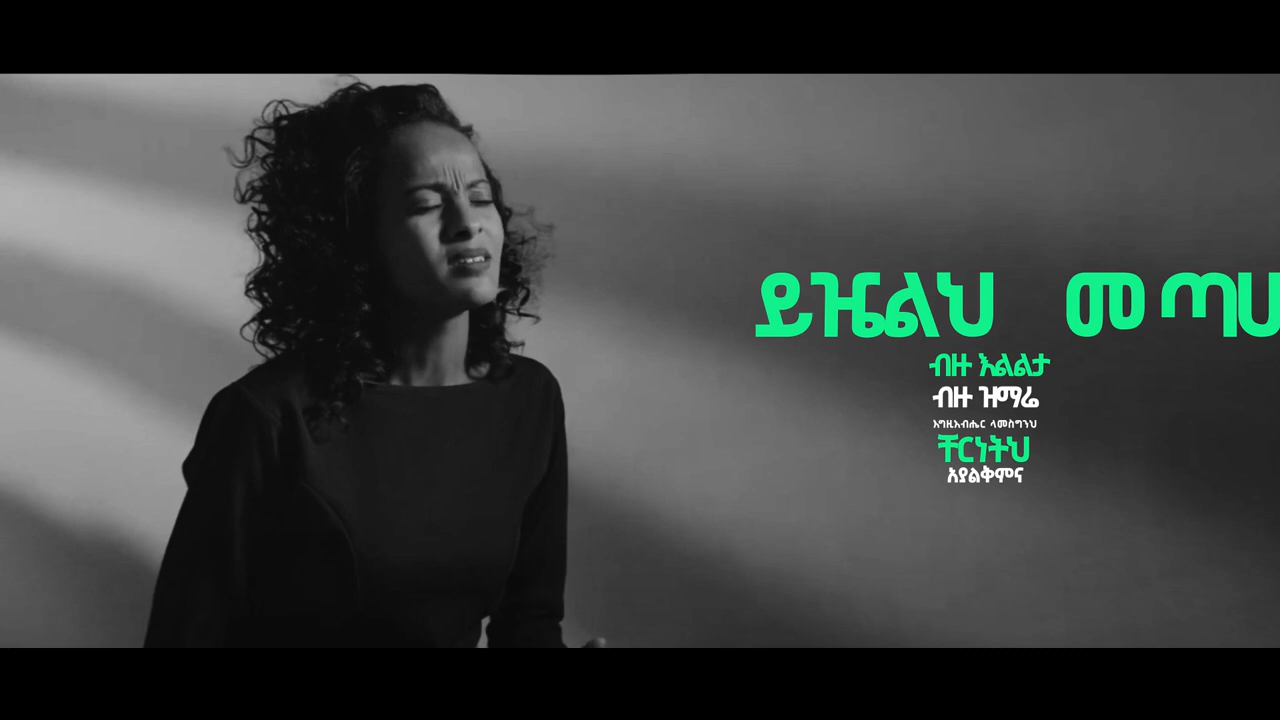 ይዤልህ መጣሁ
ብዙ እልልታ
ብዙ ዝማሬ
እግዚአብሔር ላመስግንህ
ቸርነትህ
አያልቅምና